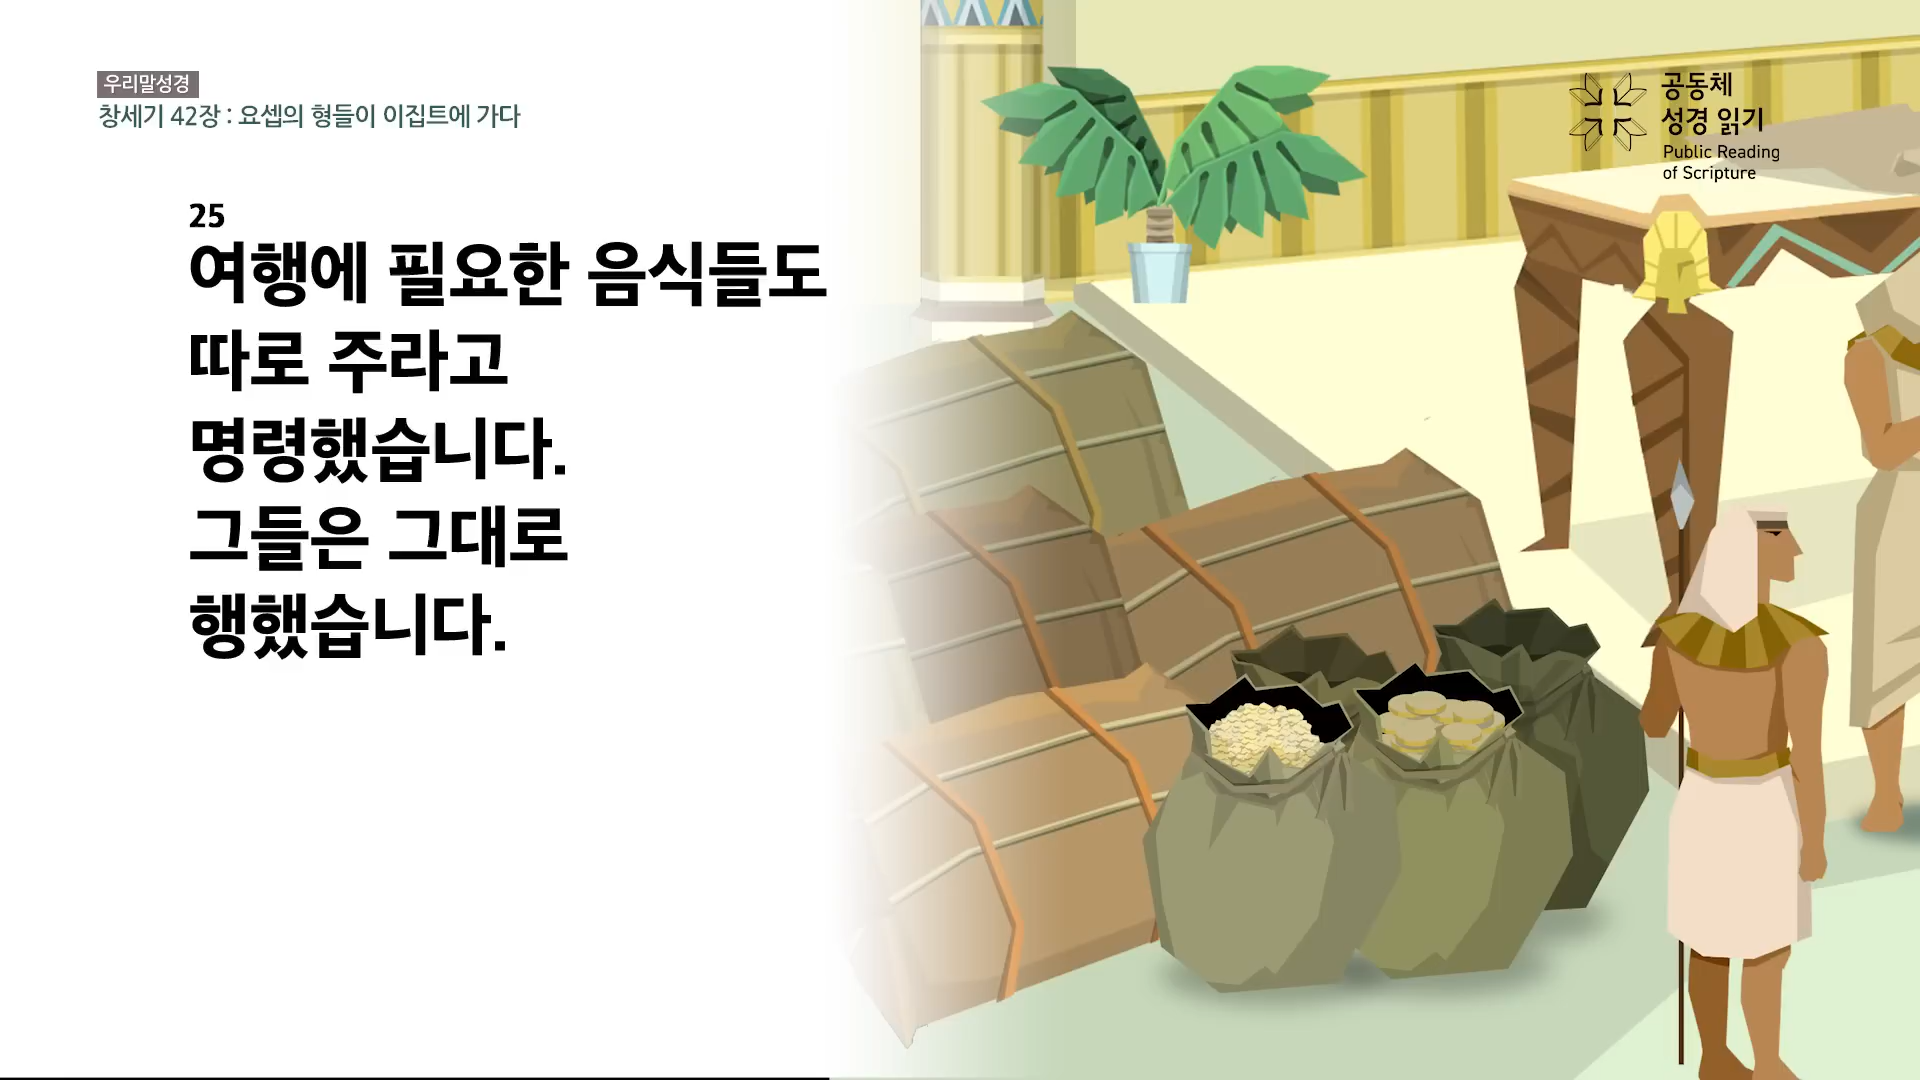 우리말성경
창세기 42장 : 요셉의 형들이 이집트에 가다
공동체
성경 읽기
Public Reading
of Scripture
25
여행에 필요한 음식들도
따로 주라고
명령했습니다.
그들은 그대로
행했습니다.